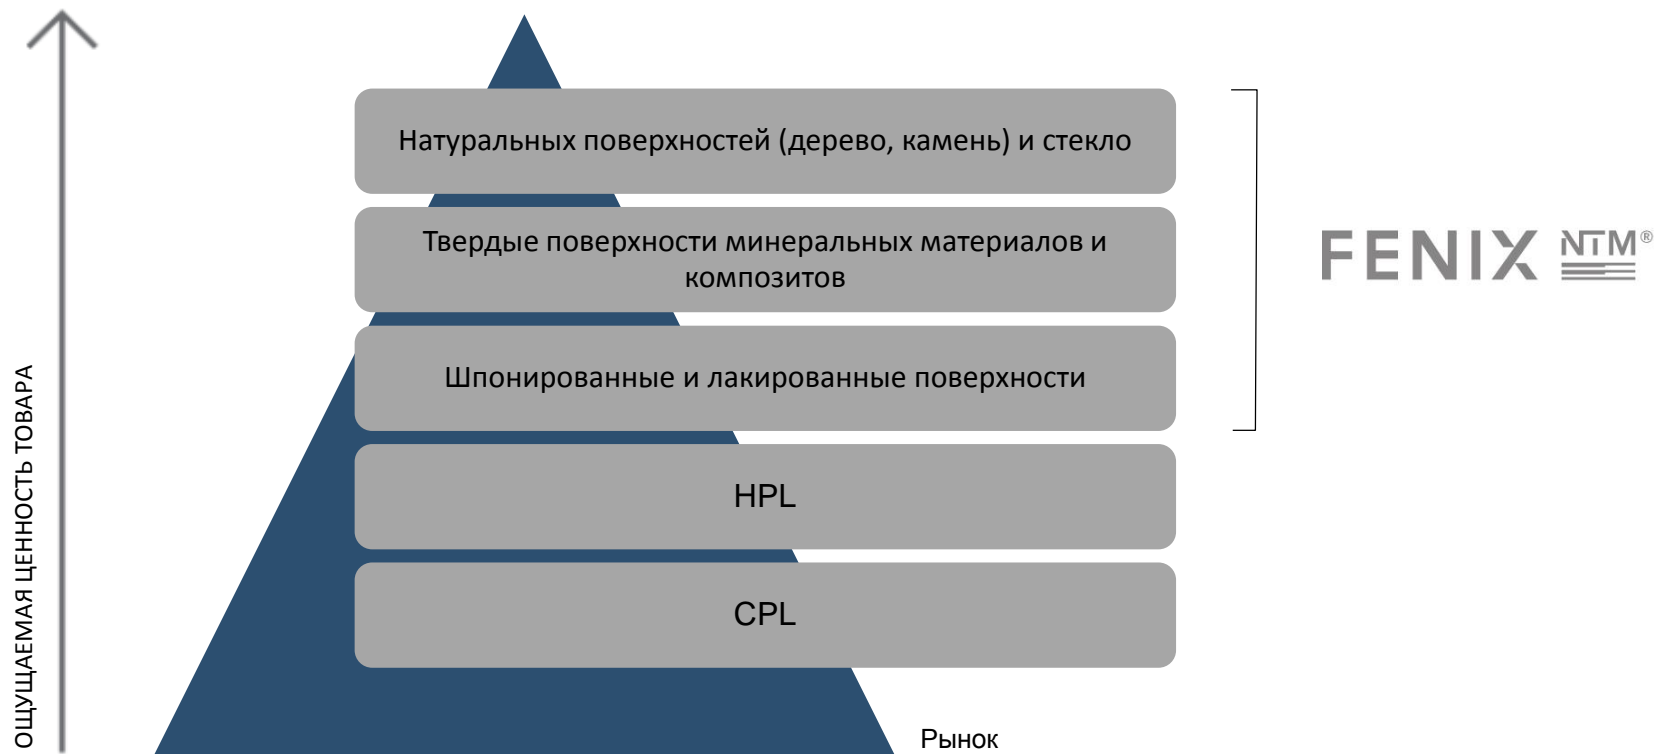 Натуральных поверхностей (дерево, камень) и стекло
Твердые поверхности минеральных материалов и
композитов
FENIX NTM®
Шпонированные и лакированные поверхности
HPL
CPL
ОЩУЩАЕМАЯ ЦЕННОСТЬ ТОВАРА
Рынок